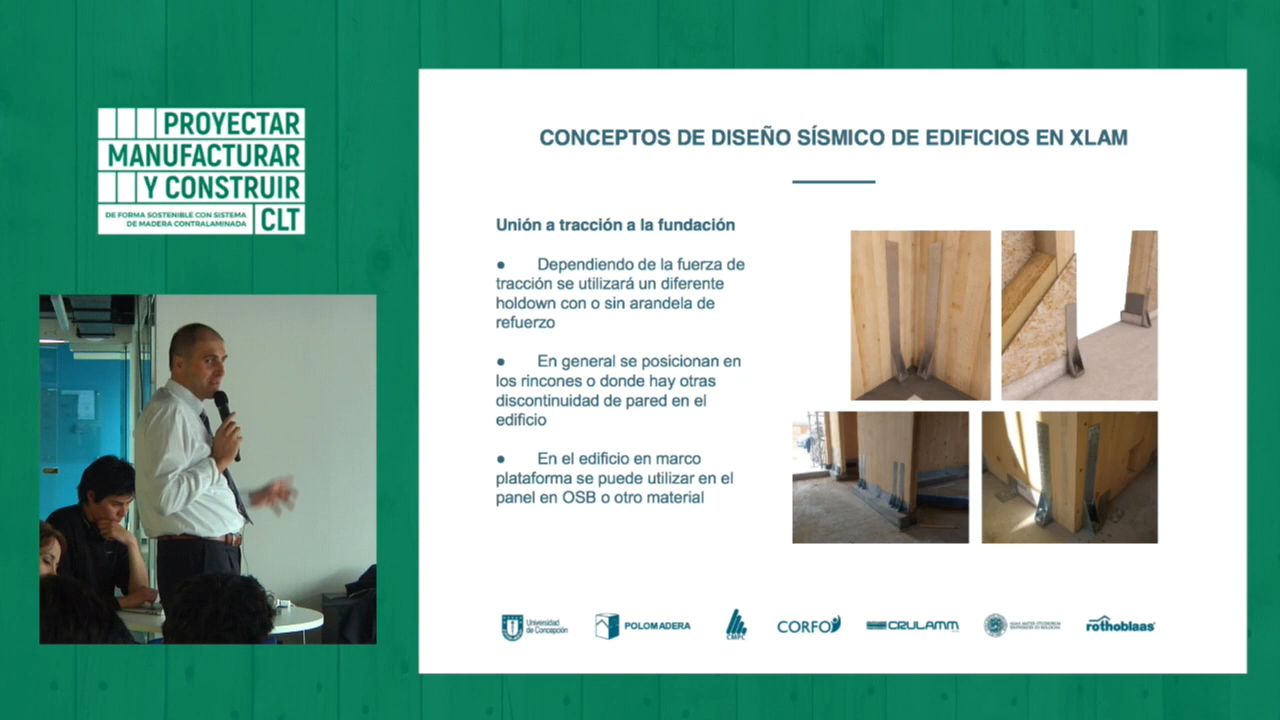 PROYECTAR
MANUFACTURAR
Y CONSTRUIR
DE FORMA SOSTENIBLE CON SISTEMA
DE MADERA CONTRALAMINADA
CLT
CONCEPTOS DE DISEÑO SÍSMICO DE EDIFICIOS EN XLAM
Unión a tracción a la fundación
● Dependiendo de la fuerza de
tracción se utilizará un diferente
holdown con o sin arandela de
refuerzo
● En general se posicionan en
los rincones o donde hay otras
discontinuidad de pared en el
edificio
● En el edificio en marco
plataforma se puede utilizar en el
panel en OSB o otro material
Universidad
de Concepción
POLOMADERA
CMPC
CORFO
CRULAMM
rothoblaas